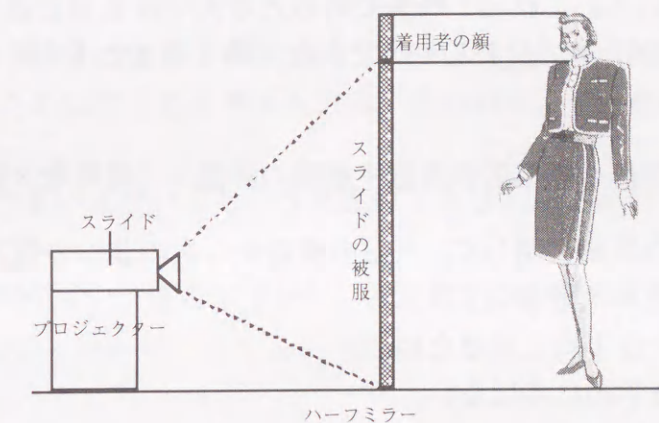 着用者の顔
スライドの被服
スライド
プロジェクター
ハーフミラー